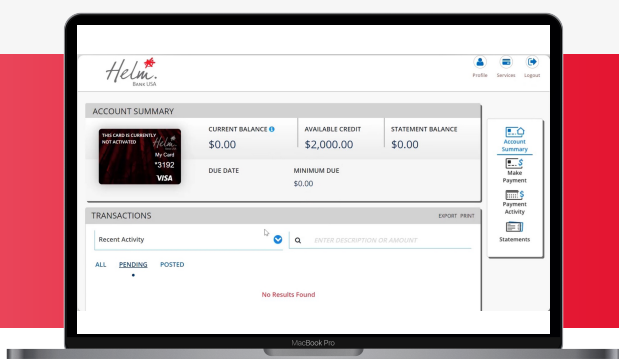 Helm.
BANK USA
Profile Services Logout
ACCOUNT SUMMARY
THIS CARD IS CURRENTLY
NOT ACTIVATED
Helm.
My Card
*3192
VISA
CURRENT BALANCE
$0.00
AVAILABLE CREDIT
$2,000.00
STATEMENT BALANCE
$0.00
DUE DATE
MINIMUM DUE
$0.00
Account
Summary
Make
Payment
Payment
Activity
Statements
TRANSACTIONS
EXPORT PRINT
Recent Activity
ENTER DESCRIPTION OR AMOUNT
ALL PENDING POSTED
No Results Found
MacBook Pro